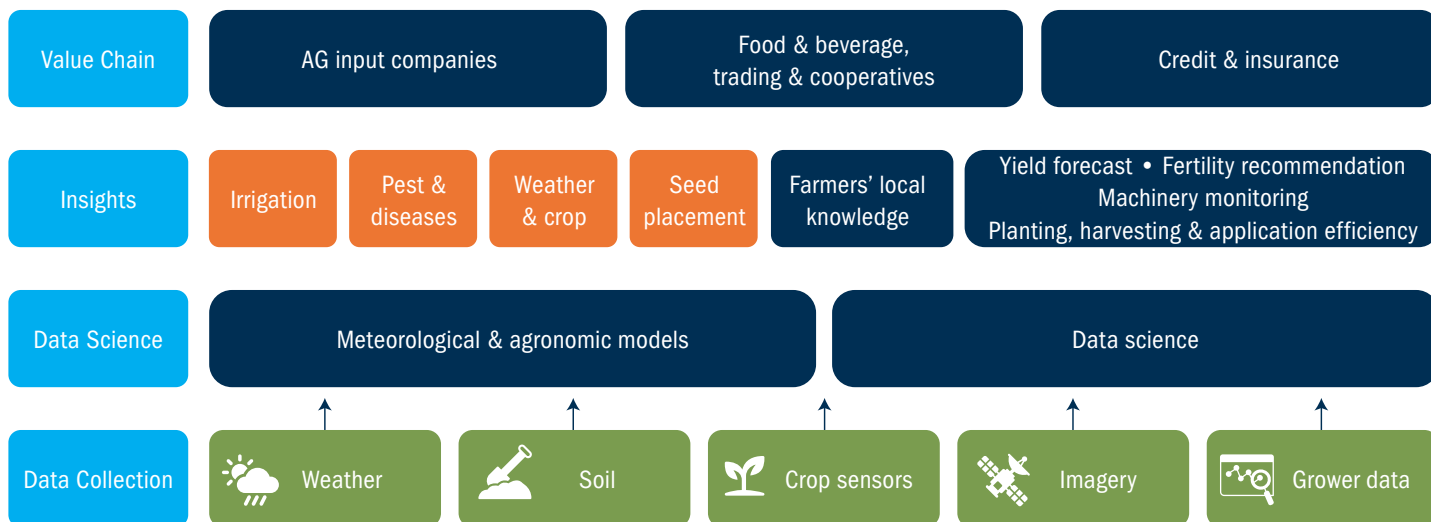 Value Chain
AG input companies
Food & beverage,
trading & cooperatives
Credit & insurance
Insights
Irrigation
Pest &
diseases
Weather
& crop
Seed
placement
Farmers’ local
knowledge
Yield forecast • Fertility recommendation
Machinery monitoring
Planting, harvesting & application efficiency
Data Science
Meteorological & agronomic models
Data science
Data Collection
Weather
Soil
Crop sensors
Imagery
Grower data